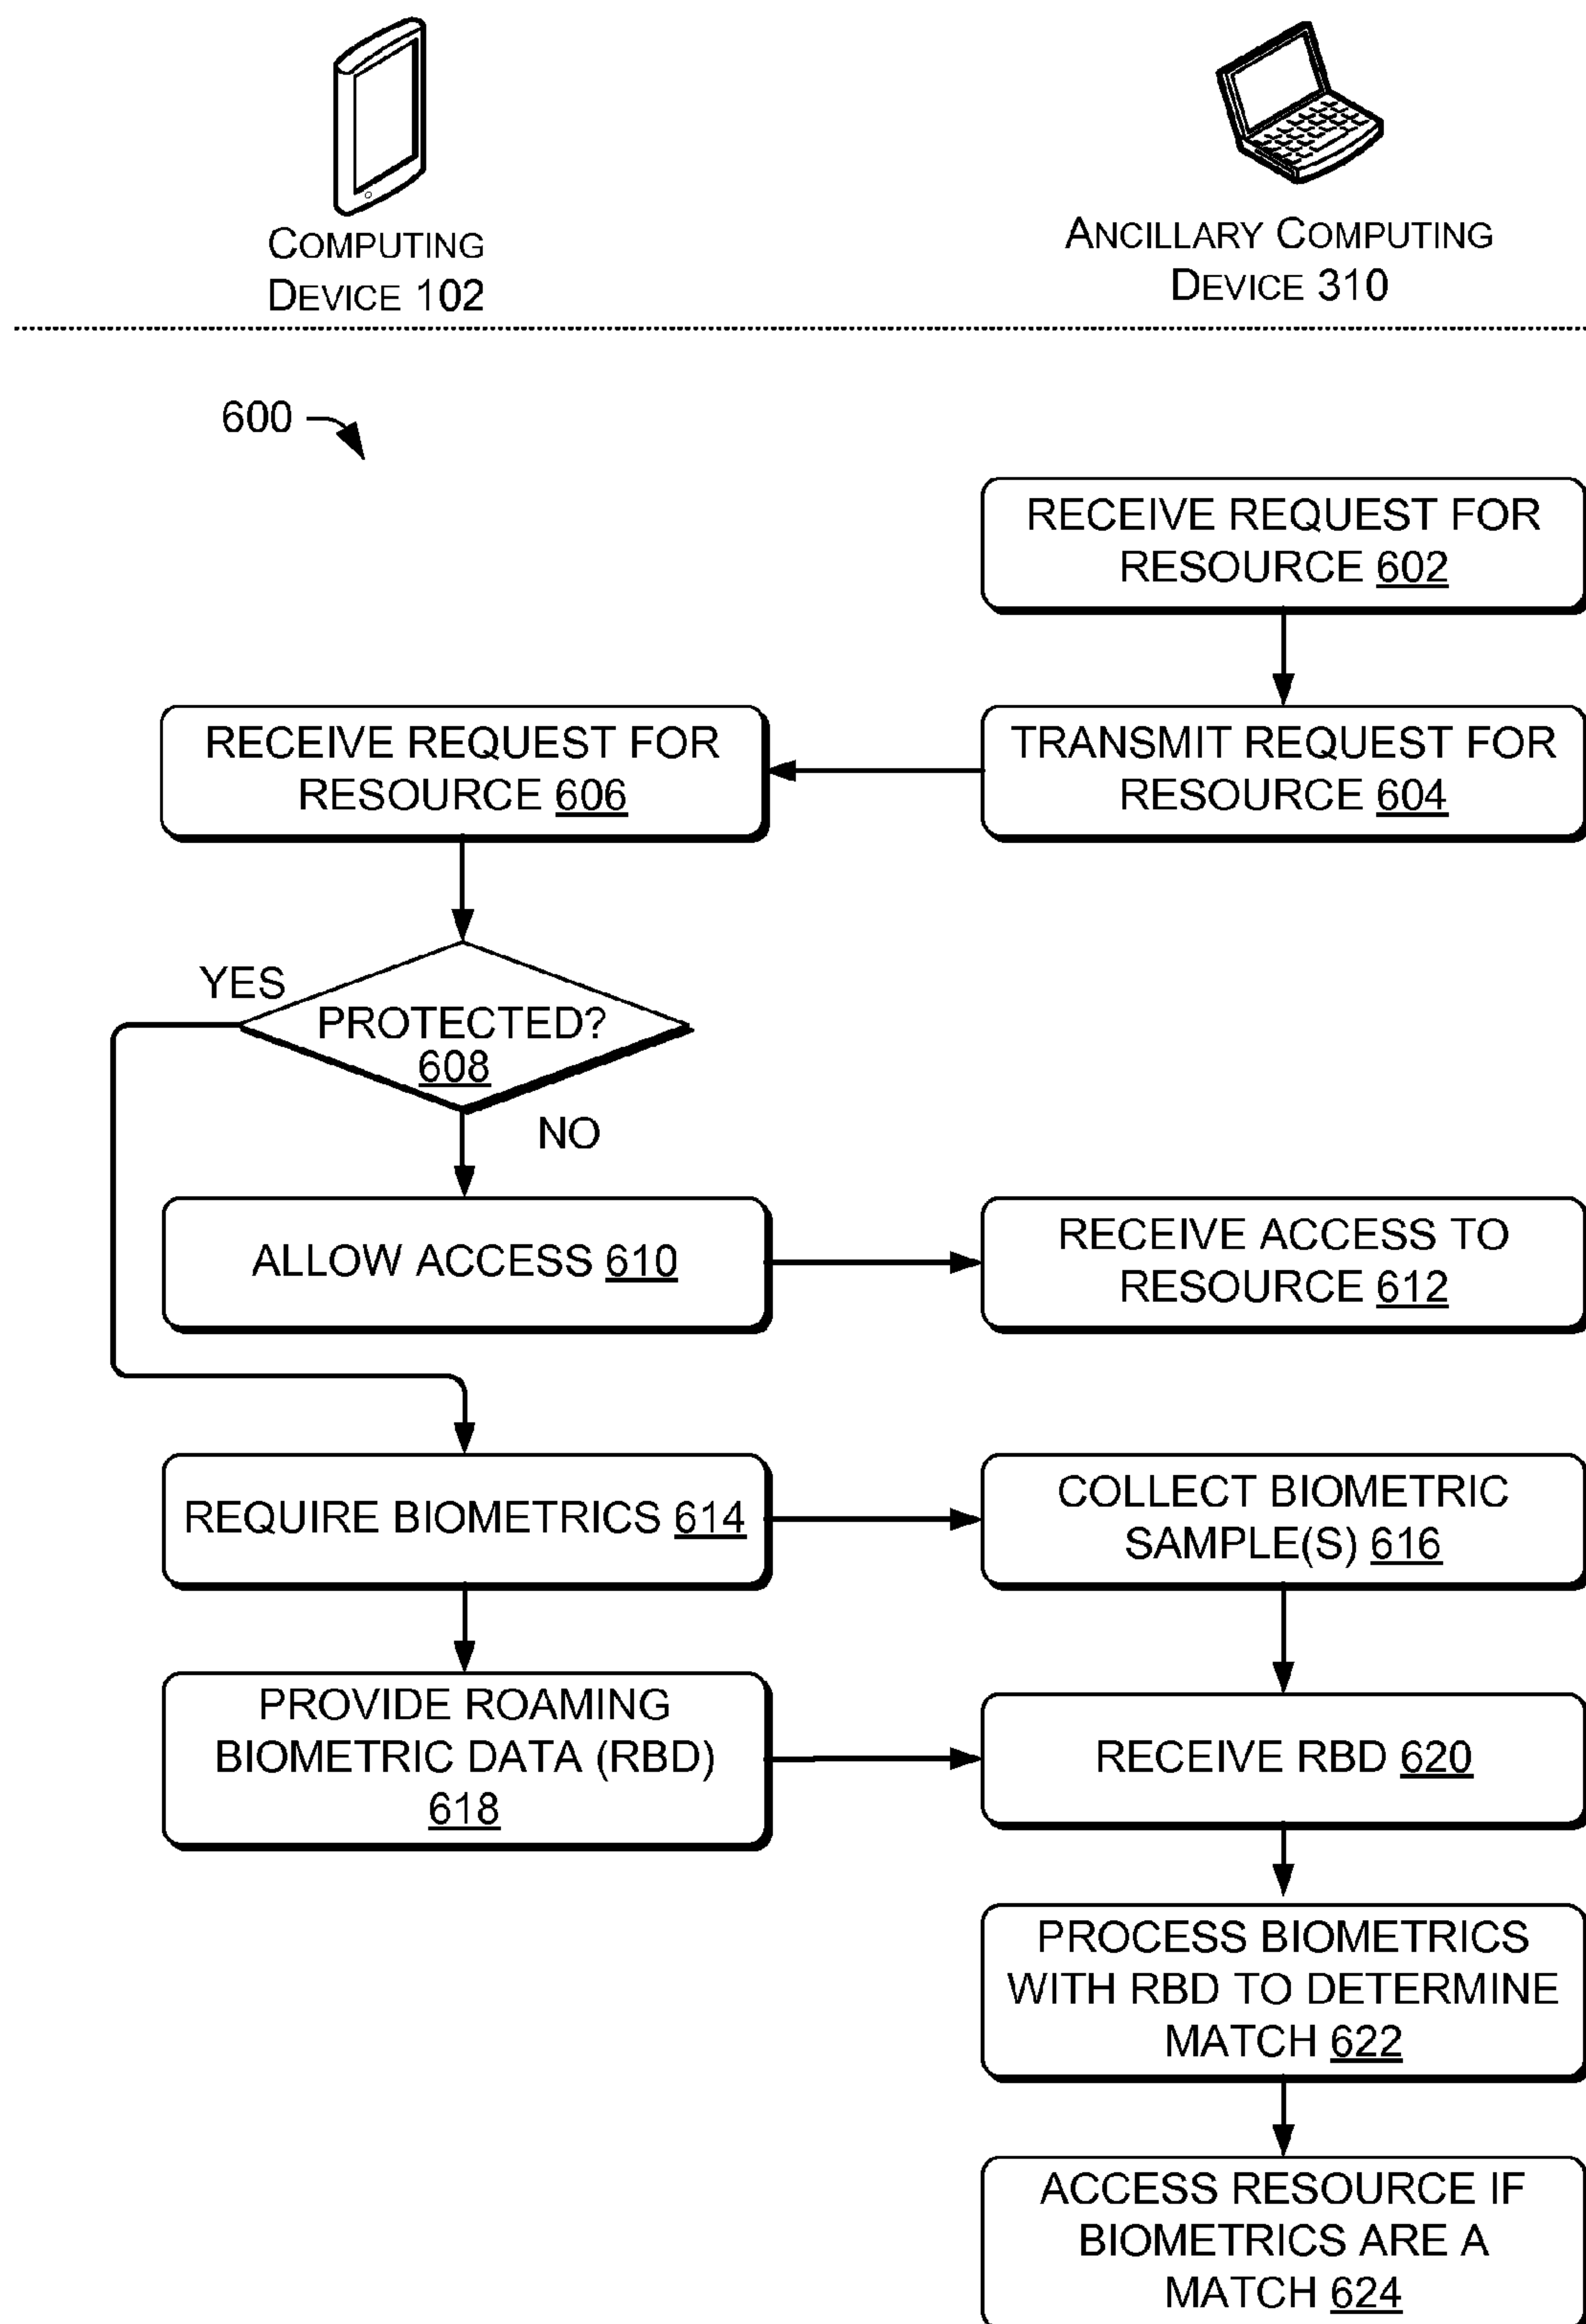 COMPUTING
DEVICE 102
ANCILLARY COMPUTING
DEVICE 310
600
RECEIVE REQUEST FOR
RESOURCE 602
RECEIVE REQUEST FOR
RESOURCE 606
TRANSMIT REQUEST FOR
RESOURCE 604
YES
PROTECTED?
608
NO
ALLOW ACCESS 610
RECEIVE ACCESS TO
RESOURCE 612
REQUIRE BIOMETRICS 614
COLLECT BIOMETRIC
SAMPLE(S) 616
PROVIDE ROAMING
BIOMETRIC DATA (RBD)
618
RECEIVE RBD 620
PROCESS BIOMETRICS
WITH RBD TO DETERMINE
MATCH 622
ACCESS RESOURCE IF
BIOMETRICS ARE A
MATCH 624